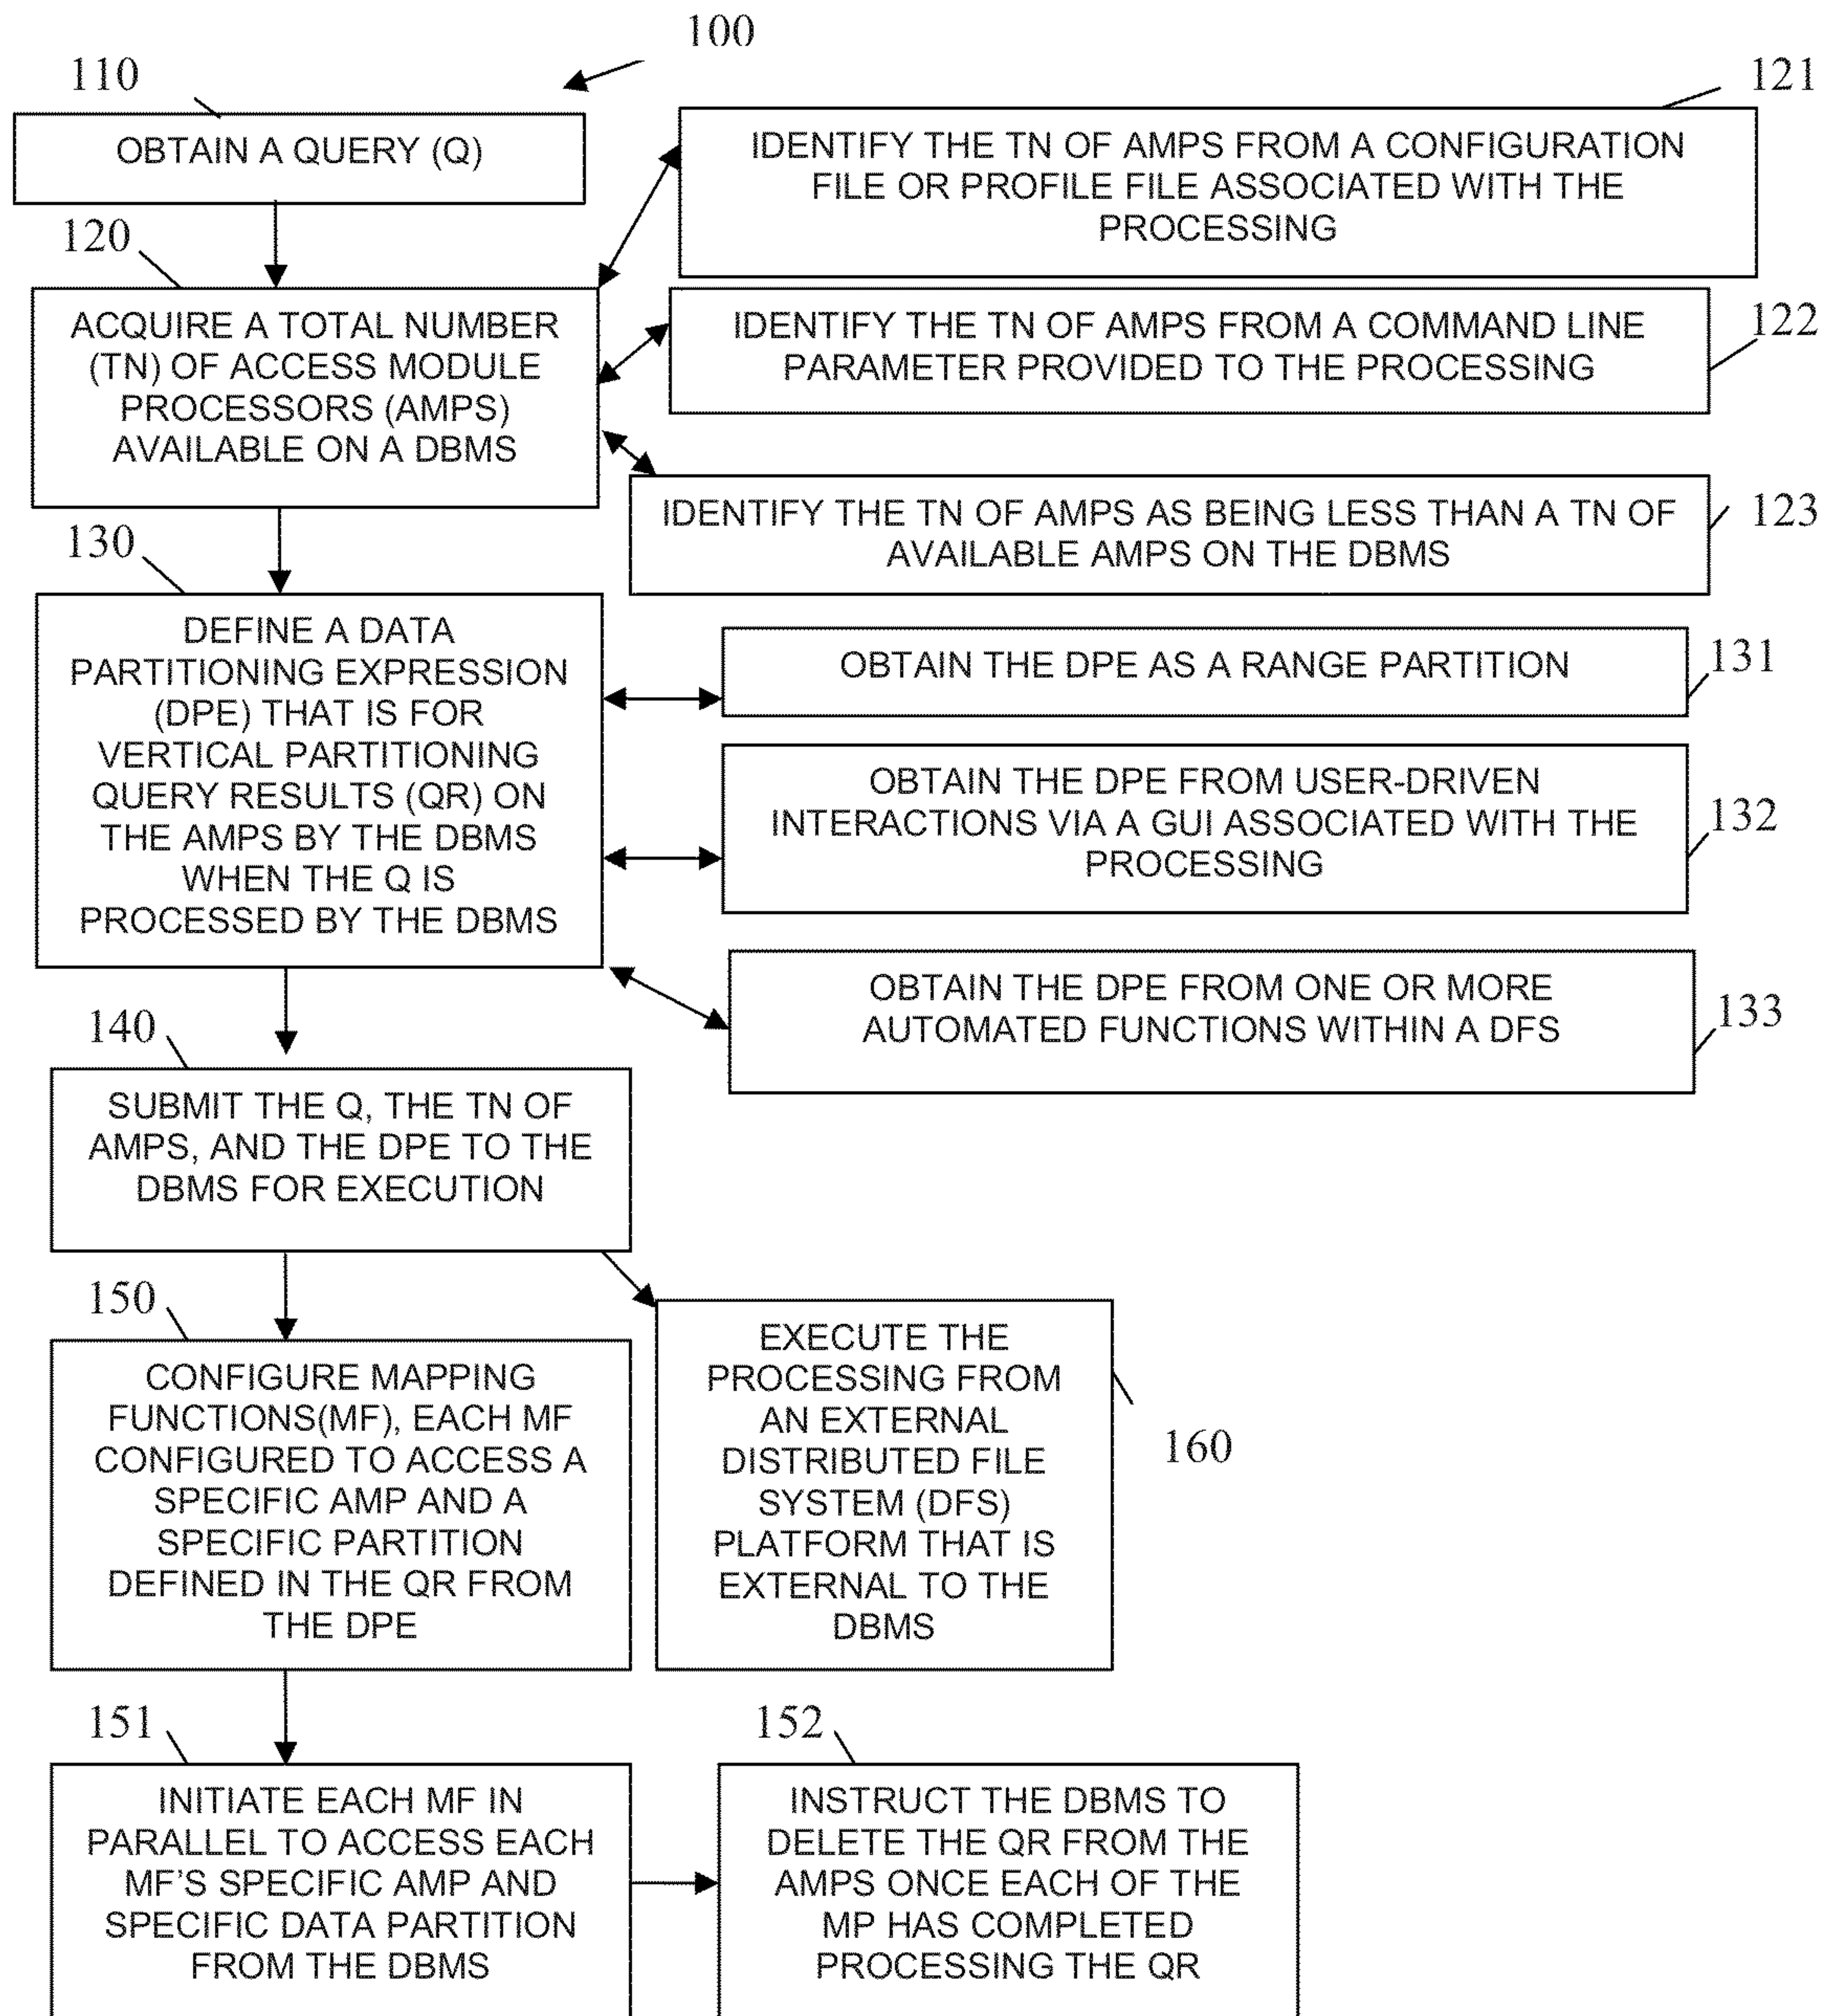 100
110
OBTAIN A QUERY (Q)
121
IDENTIFY THE TN OF AMPS FROM A CONFIGURATION
FILE OR PROFILE FILE ASSOCIATED WITH THE
PROCESSING
120
ACQUIRE A TOTAL NUMBER
(TN) OF ACCESS MODULE
PROCESSORS (AMPS)
AVAILABLE ON A DBMS
122
IDENTIFY THE TN OF AMPS FROM A COMMAND LINE
PARAMETER PROVIDED TO THE PROCESSING
123
IDENTIFY THE TN OF AMPS AS BEING LESS THAN A TN OF
AVAILABLE AMPS ON THE DBMS
130
DEFINE A DATA
PARTITIONING EXPRESSION
(DPE) THAT IS FOR
VERTICAL PARTITIONING
QUERY RESULTS (QR) ON
THE AMPS BY THE DBMS
WHEN THE Q IS
PROCESSED BY THE DBMS
131
OBTAIN THE DPE AS A RANGE PARTITION
132
OBTAIN THE DPE FROM USER-DRIVEN
INTERACTIONS VIA A GUI ASSOCIATED WITH THE
PROCESSING
133
OBTAIN THE DPE FROM ONE OR MORE
AUTOMATED FUNCTIONS WITHIN A DFS
140
SUBMIT THE Q, THE TN OF
AMPS, AND THE DPE TO THE
DBMS FOR EXECUTION
150
CONFIGURE MAPPING
FUNCTIONS(MF), EACH MF
CONFIGURED TO ACCESS A
SPECIFIC AMP AND A
SPECIFIC PARTITION
DEFINED IN THE QR FROM
THE DPE
160
EXECUTE THE
PROCESSING FROM
AN EXTERNAL
DISTRIBUTED FILE
SYSTEM (DFS)
PLATFORM THAT IS
EXTERNAL TO THE
DBMS
151
INITIATE EACH MF IN
PARALLEL TO ACCESS EACH
MF'S SPECIFIC AMP AND
SPECIFIC DATA PARTITION
FROM THE DBMS
152
INSTRUCT THE DBMS TO
DELETE THE QR FROM THE
AMPS ONCE EACH OF THE
MP HAS COMPLETED
PROCESSING THE QR